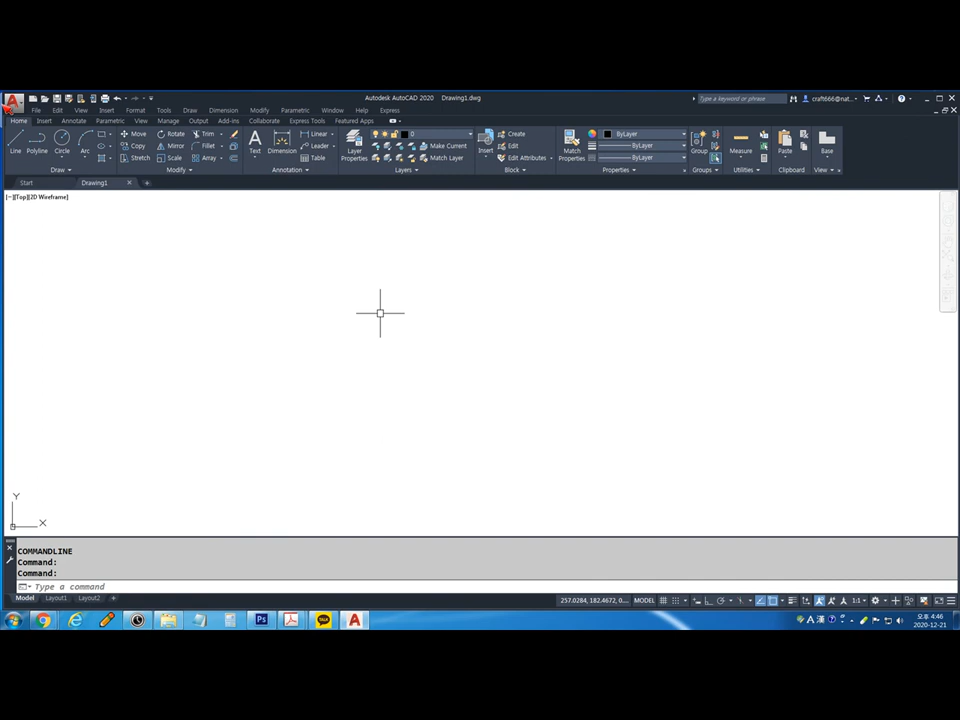 Autodesk AutoCAD 2020 Drawing1.dwg
Type a keyword or phrase
craft666@nat...
File Edit View Insert Format Tools Draw Dimension Modify Parametric Window Help Express
Home Insert Annotate Parametric View Manage Output Add-ins Collaborate Express Tools Featured Apps
Move Rotate Trim Linear 0 Create ByLayer
Line Polyline Circle Arc Copy Mirror Fillet Text Dimension Leader Layer Properties Make Current Insert Edit Match Properties ByLayer Group Measure Paste Base
Stretch Scale Array Table Match Layer Edit Attributes ByLayer
Draw Modify Annotation Layers Block Properties Groups Utilities Clipboard View
Start Drawing1
[−][Top][2D Wireframe]
Y
X
COMMANDLINE
Command:
Command:
Type a command
Model Layout1 Layout2 +
257.0284, 182.4672, 0.... MODEL 1:1
TALK
A 漢
오후 4:46
2020-12-21